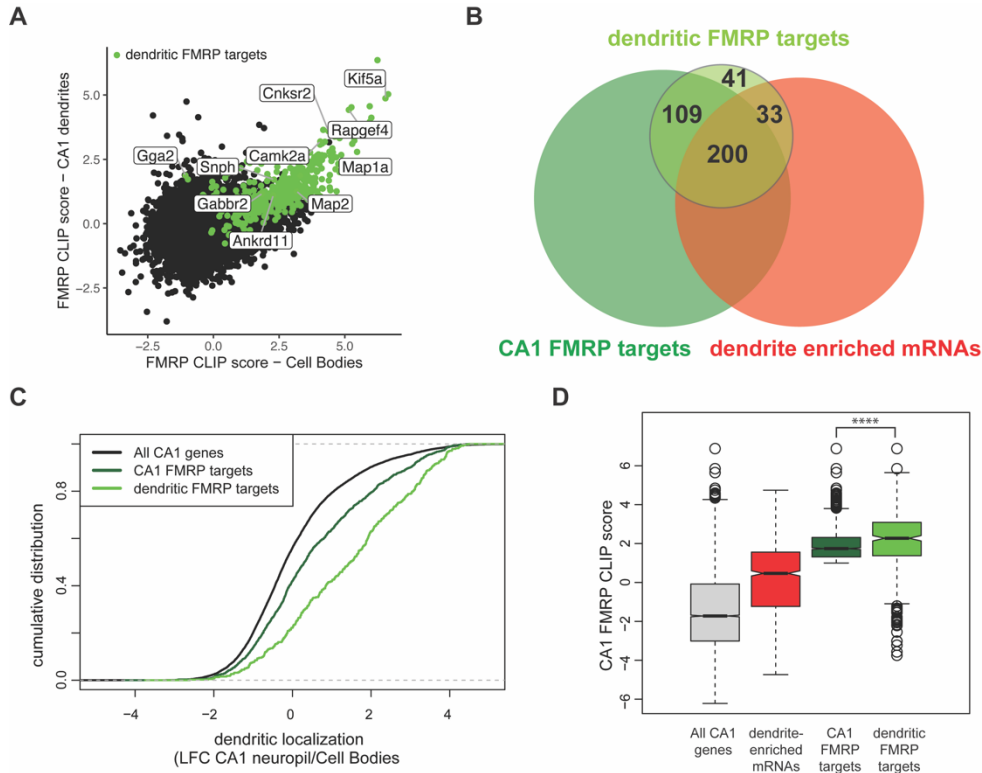 A
dendritic FMRP targets
Kif5a
Cnksr2
Rapgef4
Gga2
Camk2a
Snph
Map1a
Gabbr2
Map2
Ankrd11
5.0
2.5
0.0
−2.5
−2.5
0.0
2.5
5.0
FMRP CLIP score − CA1 dendrites
FMRP CLIP score − Cell Bodies
B
dendritic FMRP targets
41
109
33
200
CA1 FMRP targets
dendrite enriched mRNAs
C
All CA1 genes
CA1 FMRP targets
dendritic FMRP targets
0.8
0.4
0.0
cumulative distribution
−4
−2
0
2
4
dendritic localization
(LFC CA1 neuropil/Cell Bodies
D
****
6
4
2
0
−2
−4
−6
CA1 FMRP CLIP score
All CA1
genes
dendrite-
enriched
mRNAs
CA1
FMRP
targets
dendritic
FMRP
targets